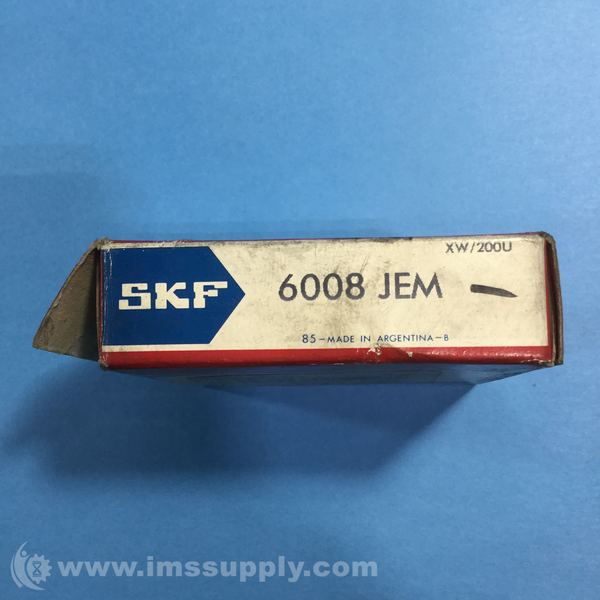 XW/200U
SKF
6008 JEM
85-MADE IN ARGENTINA-B
www.imssupply.com